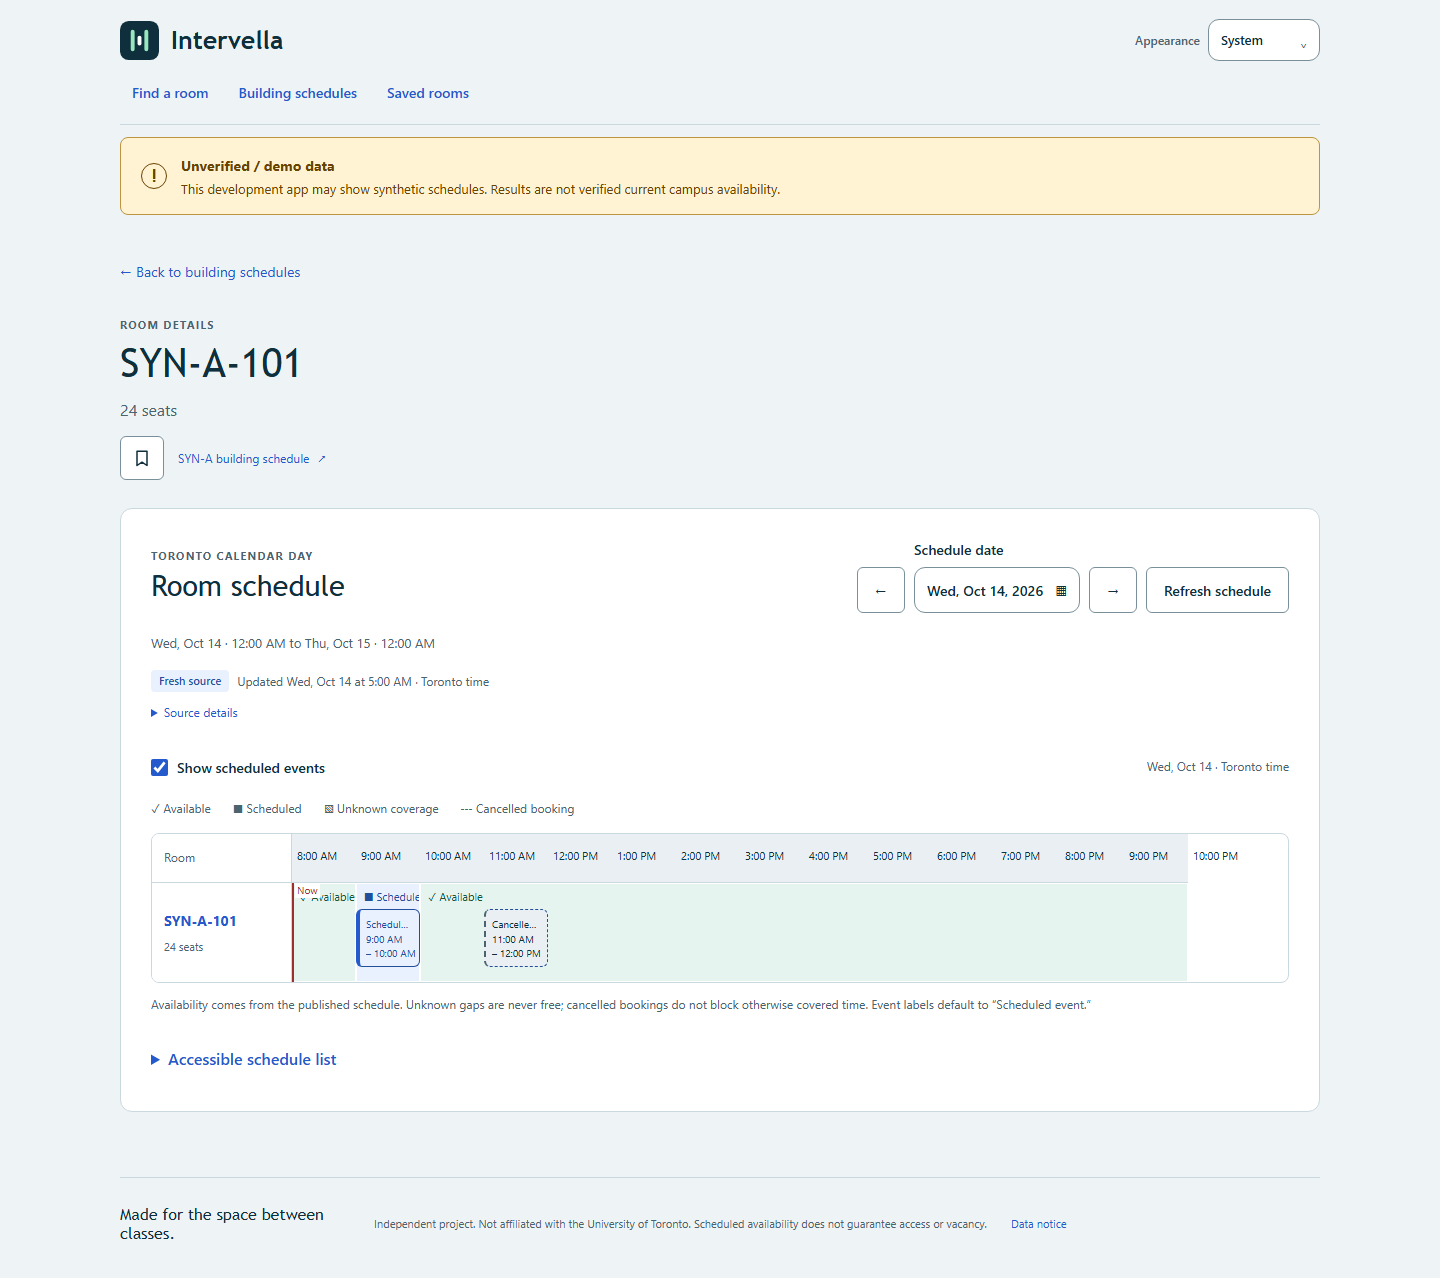 Intervella
Appearance System
Find a room Building schedules Saved rooms
! Unverified / demo data
This development app may show synthetic schedules. Results are not verified current campus availability.
← Back to building schedules
ROOM DETAILS
SYN-A-101
24 seats
SYN-A building schedule ↗
TORONTO CALENDAR DAY
Room schedule
Schedule date
← Wed, Oct 14, 2026 → Refresh schedule
Wed, Oct 14 · 12:00 AM to Thu, Oct 15 · 12:00 AM
Fresh source Updated Wed, Oct 14 at 5:00 AM · Toronto time
▶ Source details
Show scheduled events
Wed, Oct 14 · Toronto time
✓ Available ■ Scheduled ▧ Unknown coverage --- Cancelled booking
Room 8:00 AM 9:00 AM 10:00 AM 11:00 AM 12:00 PM 1:00 PM 2:00 PM 3:00 PM 4:00 PM 5:00 PM 6:00 PM 7:00 PM 8:00 PM 9:00 PM 10:00 PM
Now
✓ Available ■ Schedule ✓ Available
SYN-A-101
24 seats
Schedul...
9:00 AM
– 10:00 AM
Cancelle...
11:00 AM
– 12:00 PM
Availability comes from the published schedule. Unknown gaps are never free; cancelled bookings do not block otherwise covered time. Event labels default to “Scheduled event.”
▶ Accessible schedule list
Made for the space between
classes.
Independent project. Not affiliated with the University of Toronto. Scheduled availability does not guarantee access or vacancy. Data notice